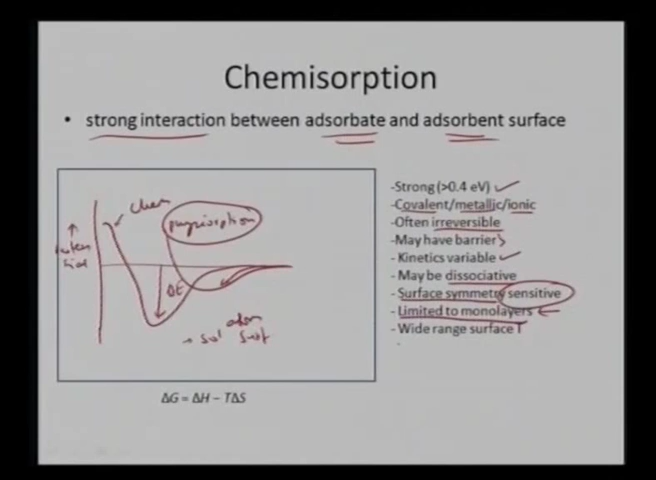 Chemisorption
• strong interaction between adsorbate and adsorbent surface
chem
physisorption
ΔE
-Strong (>0.4 eV)
-Covalent/metallic/ionic
-Often irreversible
-May have barrier
- Kinetics variable
- May be dissociative
- Surface symmetry sensitive
- Limited to monolayers
- Wide range surface T
ΔG = ΔH – TΔS